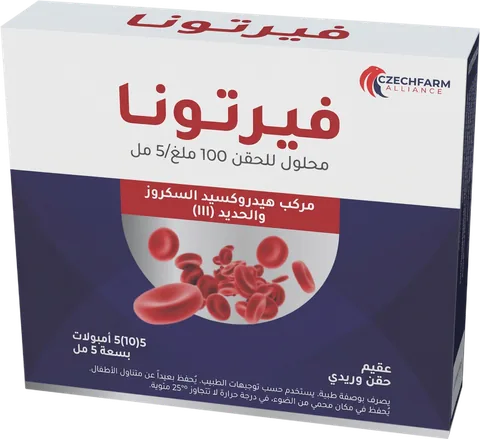 فيرتونا
CZECHFARM
ALLIANCE
فيرتونا
محلول للحقن 100 ملغ/5 مل
مركب هيدروكسيد السكروز
والحديد (III)
5(10)5 أمبولات
بسعة 5 مل
عقيم
حقن وريدي
يصرف بوصفة طبية. يستخدم حسب توجيهات الطبيب. يُحفظ بعيداً عن متناول الأطفال.
يُحفظ في مكان محمي من الضوء، في درجة حرارة لا تتجاوز 25°º مئوية.